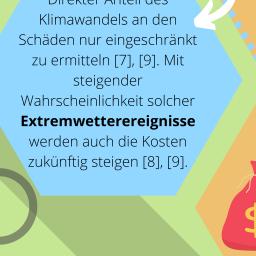 Direkter Anteil des
Klimawandels an den
Schäden nur eingeschränkt
zu ermitteln [7], [9]. Mit
steigender
Wahrscheinlichkeit solcher
Extremwetterereignisse
werden auch die Kosten
zukünftig steigen [8], [9].
$